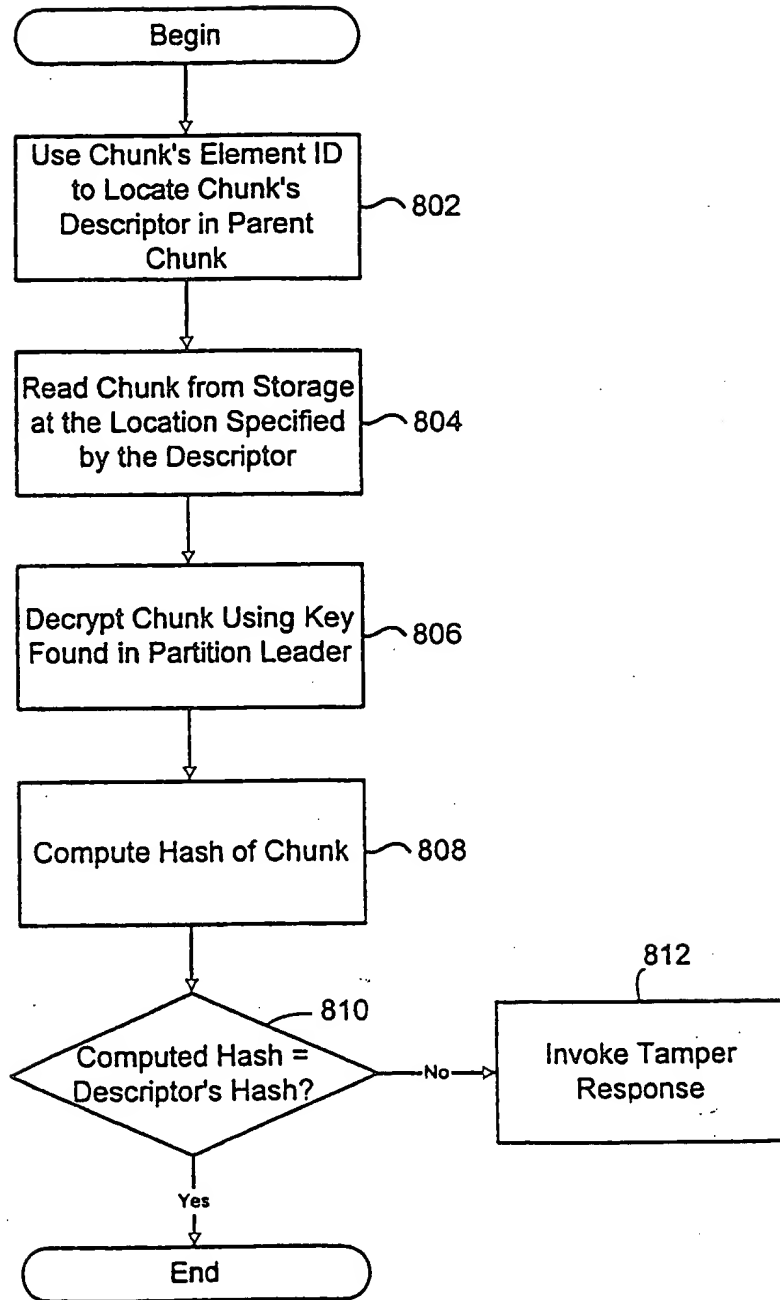 Begin
Use Chunk's Element ID
to Locate Chunk's
Descriptor in Parent
Chunk
802
Read Chunk from Storage
at the Location Specified
by the Descriptor
804
Decrypt Chunk Using Key
Found in Partition Leader
806
Compute Hash of Chunk
808
810
Computed Hash =
Descriptor's Hash?
No
812
Invoke Tamper
Response
Yes
End